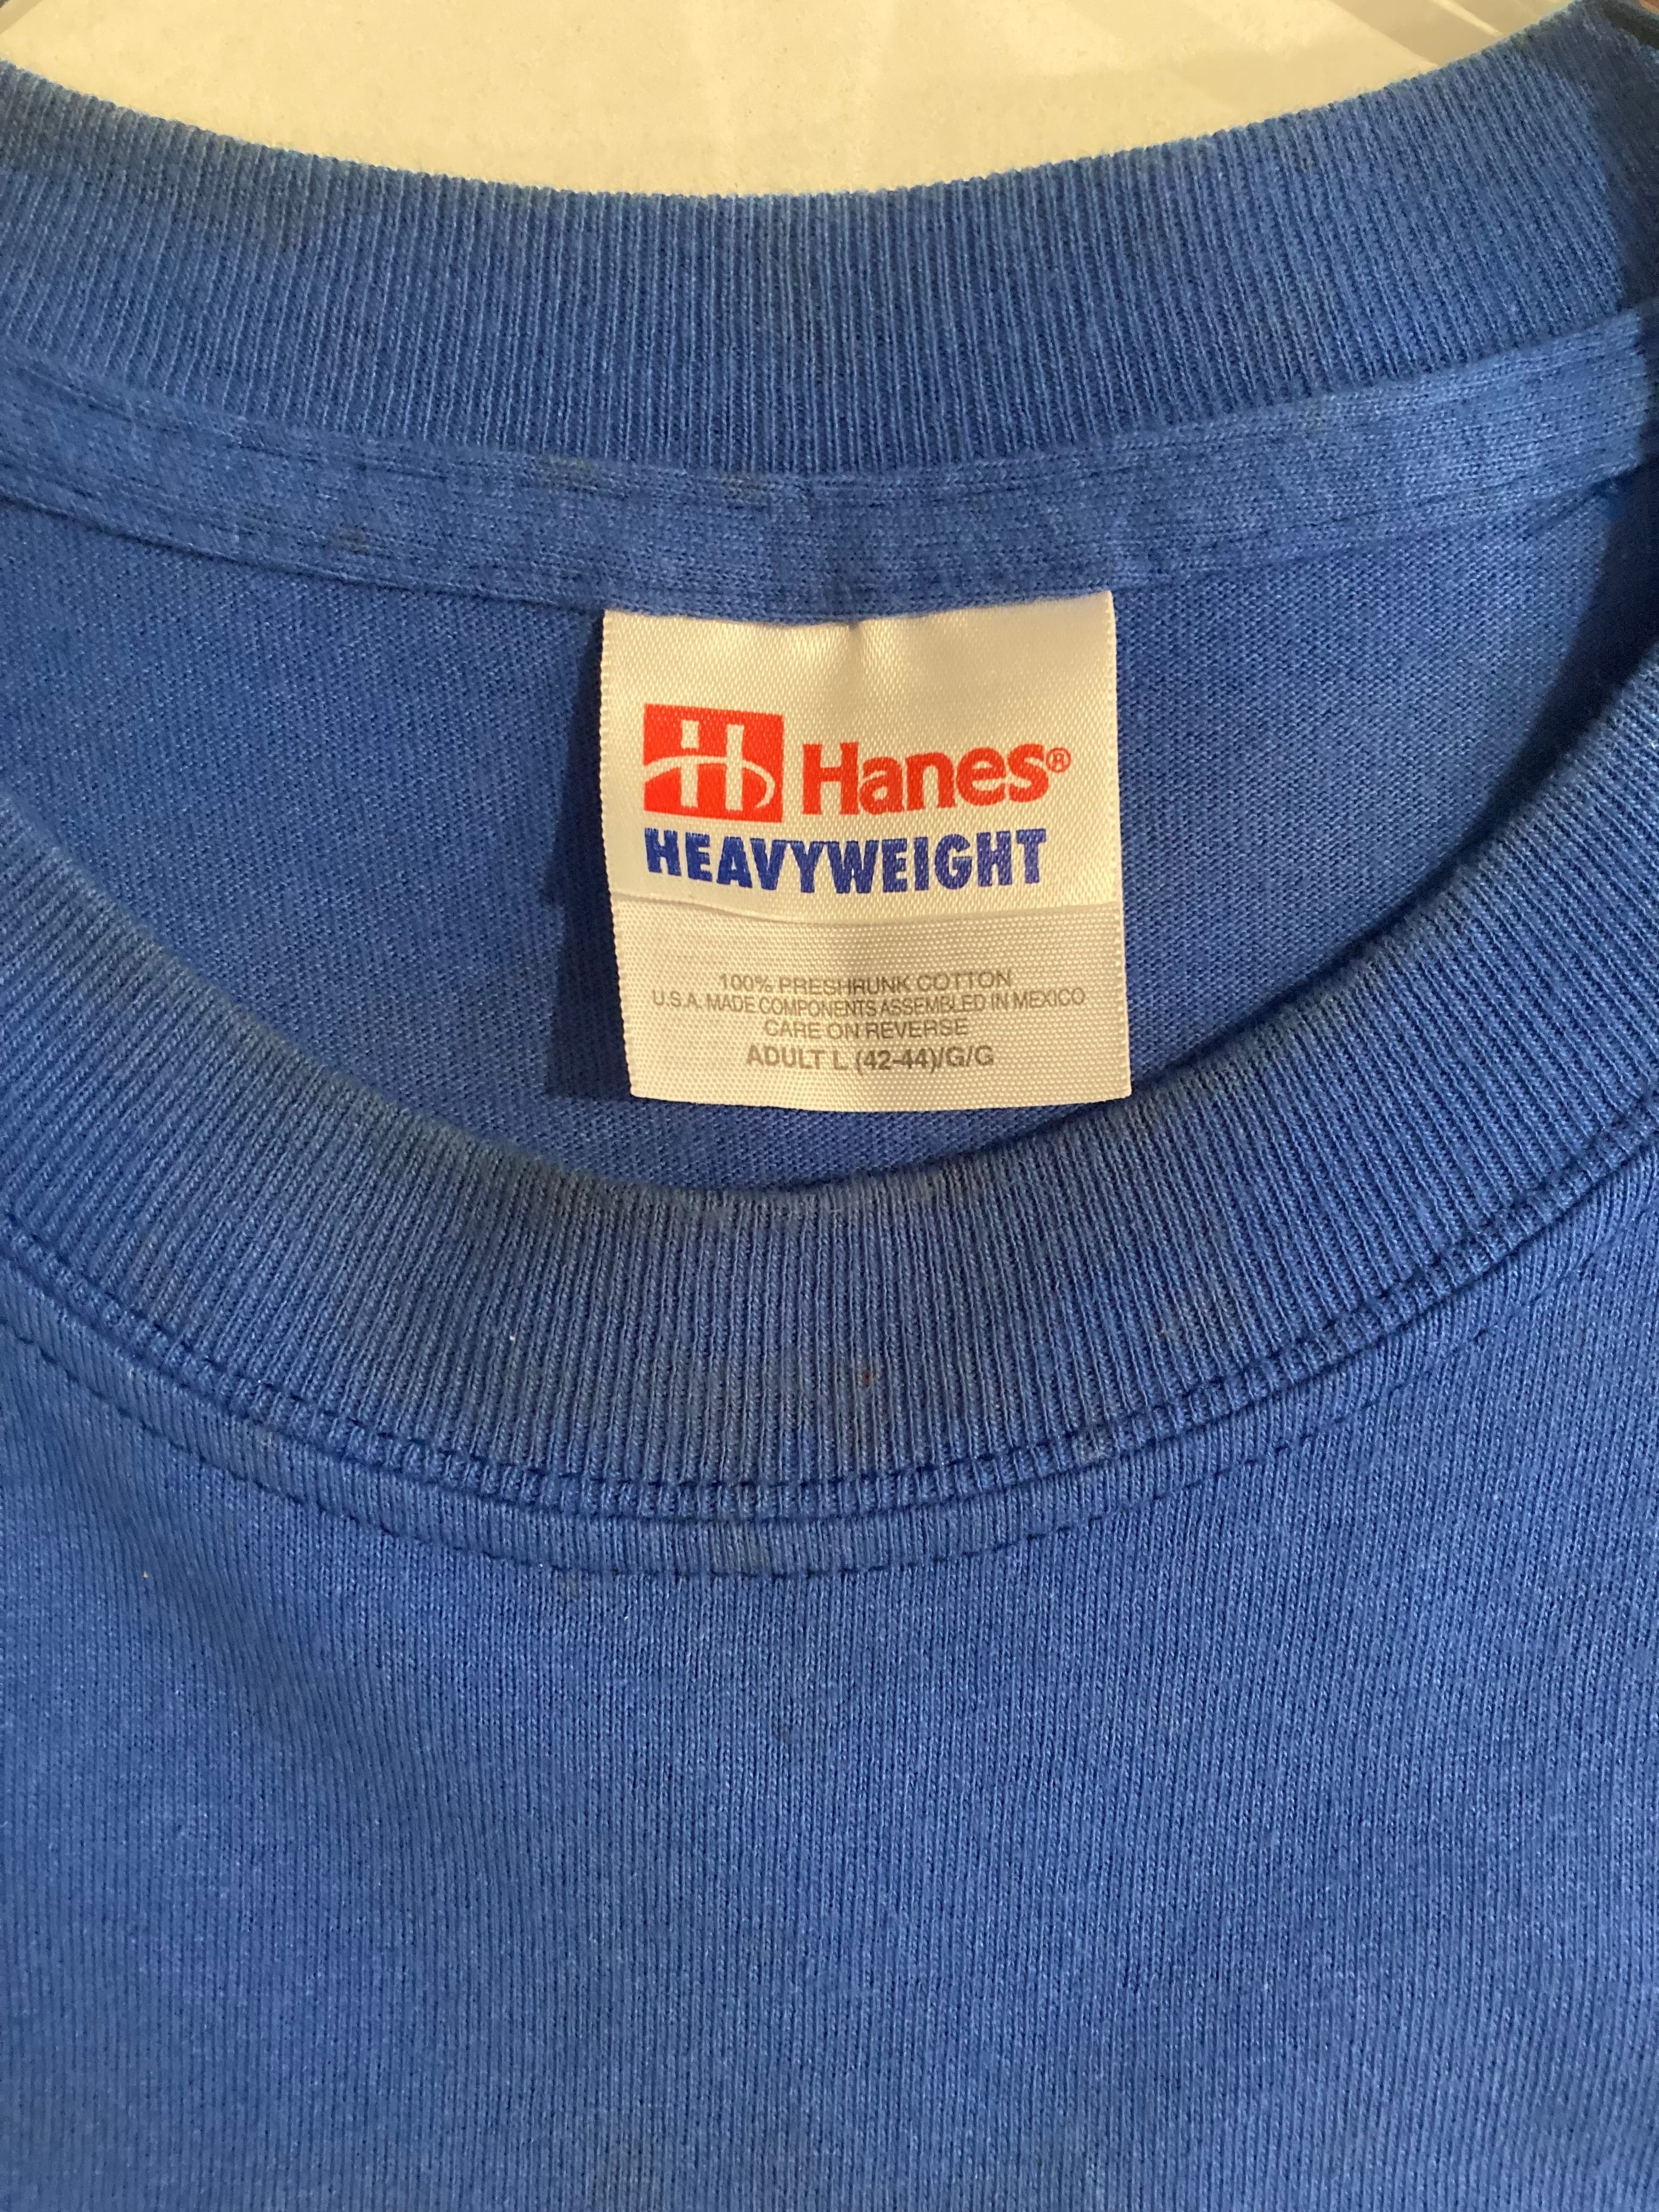 H Hanes®
HEAVYWEIGHT
100% PRESHRUNK COTTON
U.S.A. MADE COMPONENTS ASSEMBLED IN MEXICO
CARE ON REVERSE
ADULT L (42-44)/G/G